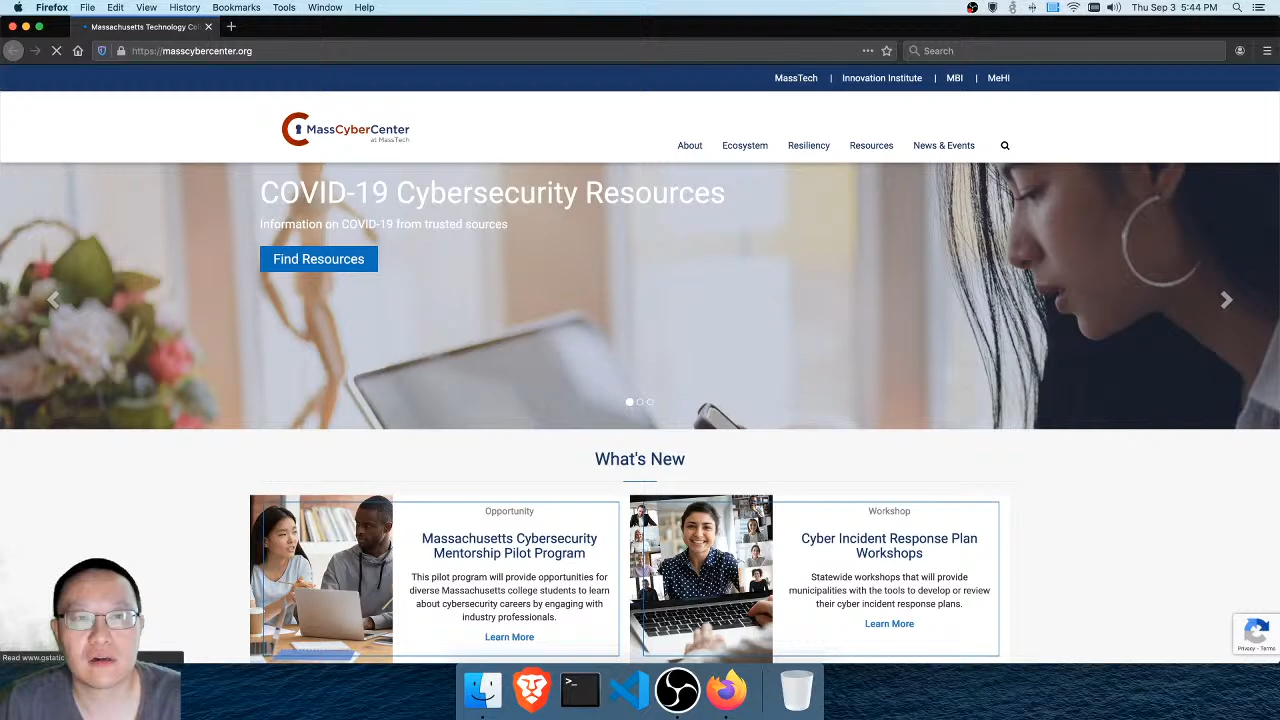 Firefox File Edit View History Bookmarks Tools Window Help
Thu Sep 3 5:44 PM
Massachusetts Technology Coll
https://masscybercenter.org
Search
MassTech | Innovation Institute | MBI | MeHI
MassCyberCenter
at MassTech
About Ecosystem Resiliency Resources News & Events
COVID-19 Cybersecurity Resources
Information on COVID-19 from trusted sources
Find Resources
What's New
Opportunity
Massachusetts Cybersecurity
Mentorship Pilot Program
This pilot program will provide opportunities for
diverse Massachusetts college students to learn
about cybersecurity careers by engaging with
industry professionals.
Learn More
Workshop
Cyber Incident Response Plan
Workshops
Statewide workshops that will provide
municipalities with the tools to develop or review
their cyber incident response plans.
Learn More
Privacy - Terms
Read www.gstatic